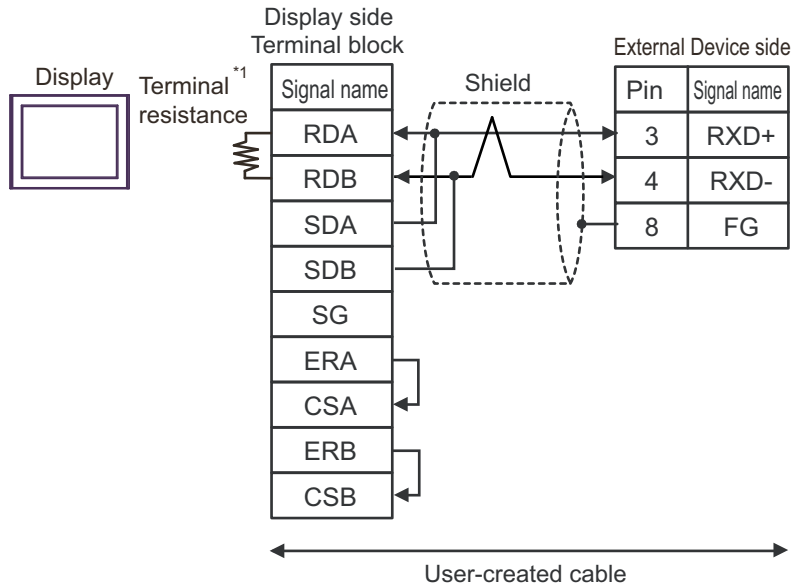 Display side
Terminal block
External Device side
Display
Terminal *1
resistance
Shield
Signal name
Pin
Signal name
RDA
3
RXD+
RDB
4
RXD-
SDA
8
FG
SDB
SG
ERA
CSA
ERB
CSB
User-created cable